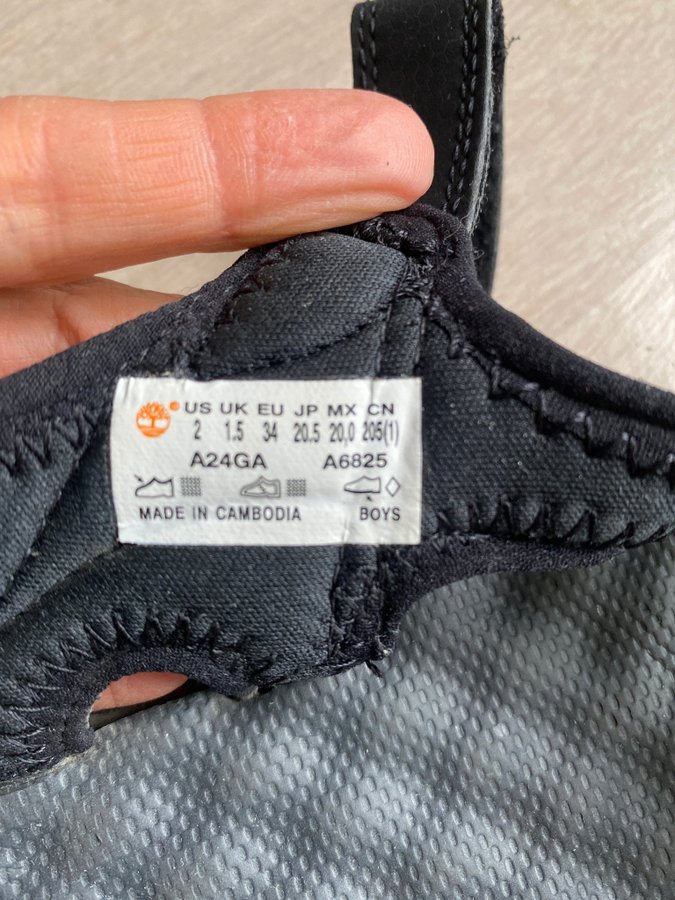 ® US UK EU JP MX CN
2 1.5 34 20.5 20,0 205(1)
A24GA A6825
MADE IN CAMBODIA BOYS